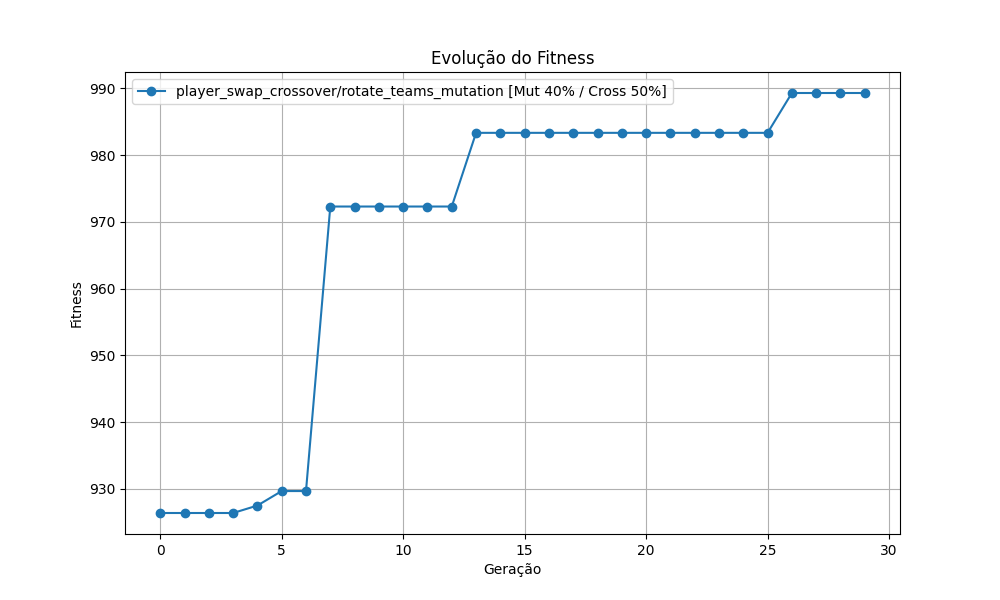 Evolução do Fitness
player_swap_crossover/rotate_teams_mutation [Mut 40% / Cross 50%]
Fitness
990
980
970
960
950
940
930
0 5 10 15 20 25 30
Geração